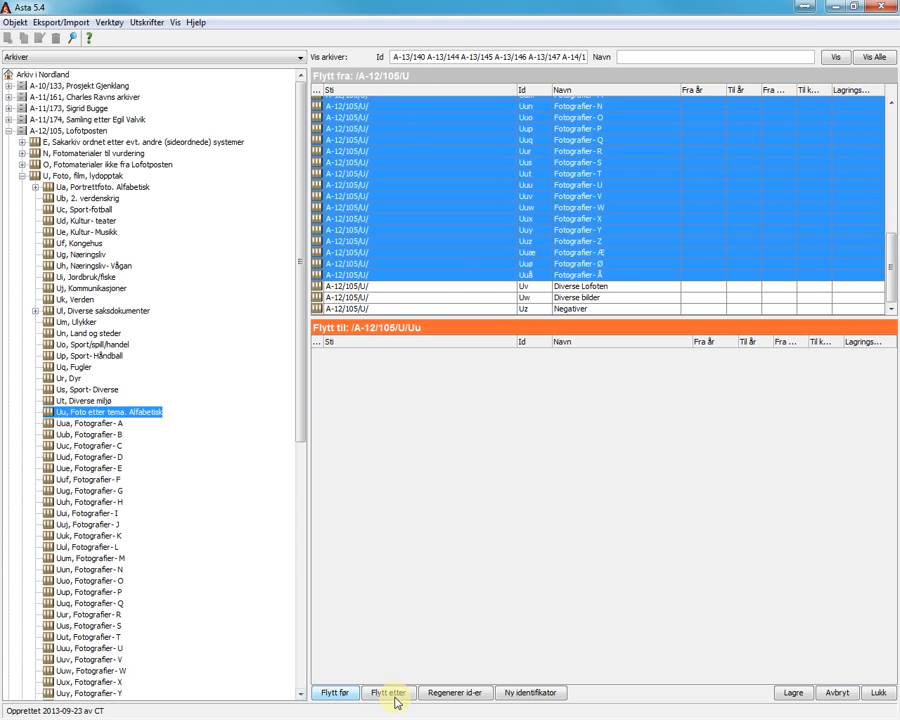 Asta 5.4
Objekt Eksport/Import Verktøy Utskrifter Vis Hjelp
Arkiver
Vis arkiver: Id A-13/140 A-13/144 A-13/145 A-13/146 A-13/147 A-14/1 Navn Vis Vis Alle
Arkiv i Nordland
A-10/133, Prosjekt Gjenklang
A-11/161, Charles Ravns arkiver
A-11/173, Sigrid Bugge
A-11/174, Samling etter Egil Valvik
A-12/105, Lofotposten
E, Sakarkiv ordnet etter evt. andre (sideordnede) systemer
N, Fotomaterialer til vurdering
O, Fotomaterialer ikke fra Lofotposten
U, Foto, film, lydopptak
Ua, Portrettfoto. Alfabetisk
Ub, 2. verdenskrig
Uc, Sport-fotball
Ud, Kultur- teater
Ue, Kultur- Musikk
Uf, Kongehus
Ug, Næringsliv
Uh, Næringsliv- Vågan
Ui, Jordbruk/fiske
Uj, Kommunikasjoner
Uk, Verden
Ul, Diverse saksdokumenter
Um, Ulykker
Un, Land og steder
Uo, Sport/spill/handel
Up, Sport- Håndball
Uq, Fugler
Ur, Dyr
Us, Sport- Diverse
Ut, Diverse miljø
Uu, Foto etter tema. Alfabetisk
Uua, Fotografier- A
Uub, Fotografier- B
Uuc, Fotografier- C
Uud, Fotografier- D
Uue, Fotografier- E
Uuf, Fotografier- F
Uug, Fotografier- G
Uuh, Fotografier- H
Uui, Fotografier- I
Uuj, Fotografier- J
Uuk, Fotografier- K
Uul, Fotografier- L
Uum, Fotografier- M
Uun, Fotografier- N
Uuo, Fotografier- O
Uup, Fotografier- P
Uuq, Fotografier- Q
Uur, Fotografier- R
Uus, Fotografier- S
Uut, Fotografier- T
Uuu, Fotografier- U
Uuv, Fotografier- V
Uuw, Fotografier- W
Uux, Fotografier- X
Uuy, Fotografier- Y
Flytt fra: /A-12/105/U
... Sti Id Navn Fra år Til år Fra ... Til k... Lagrings...
A-12/105/U/ Uun Fotografier- N
A-12/105/U/ Uuo Fotografier- O
A-12/105/U/ Uup Fotografier- P
A-12/105/U/ Uuq Fotografier- Q
A-12/105/U/ Uur Fotografier- R
A-12/105/U/ Uus Fotografier- S
A-12/105/U/ Uut Fotografier- T
A-12/105/U/ Uuu Fotografier- U
A-12/105/U/ Uuv Fotografier- V
A-12/105/U/ Uuw Fotografier- W
A-12/105/U/ Uux Fotografier- X
A-12/105/U/ Uuy Fotografier- Y
A-12/105/U/ Uuz Fotografier- Z
A-12/105/U/ Uuæ Fotografier- Æ
A-12/105/U/ Uuø Fotografier- Ø
A-12/105/U/ Uuå Fotografier- Å
A-12/105/U/ Uv Diverse Lofoten
A-12/105/U/ Uw Diverse bilder
A-12/105/U/ Uz Negativer
Flytt til: /A-12/105/U/Uu
... Sti Id Navn Fra år Til år Fra ... Til k... Lagrings...
Flytt før Flytt etter Regenerer id-er Ny identifikator Lagre Avbryt Lukk
Opprettet 2013-09-23 av CT